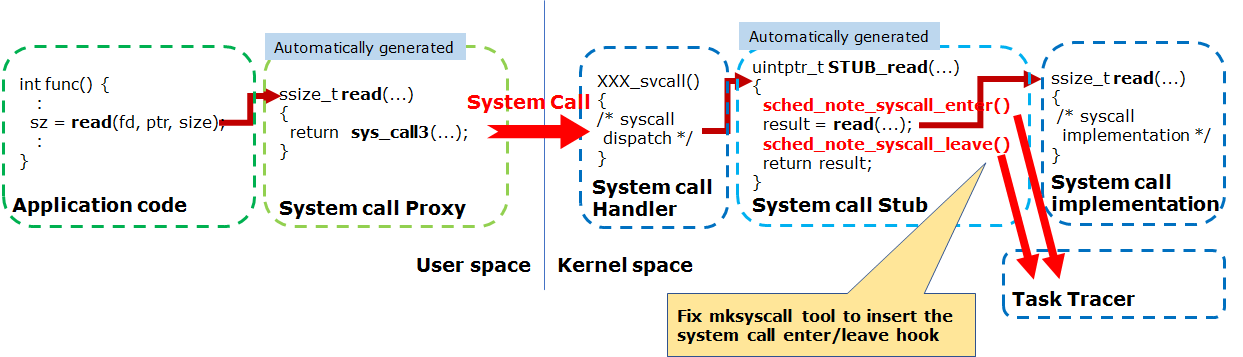 Automatically generated
int func() {
:
sz = read(fd, ptr, size);
:
}
Application code
ssize_t read(...)
{
return sys_call3(...);
}
System call Proxy
System Call
User space
Kernel space
XXX_svcall()
{
/* syscall
dispatch */
}
System call
Handler
Automatically generated
uintptr_t STUB_read(...)
{
sched_note_syscall_enter()
result = read(...);
sched_note_syscall_leave()
return result;
}
System call Stub
ssize_t read(...)
{
/* syscall
implementation */
}
System call
implementation
Task Tracer
Fix mksyscall tool to insert the
system call enter/leave hook